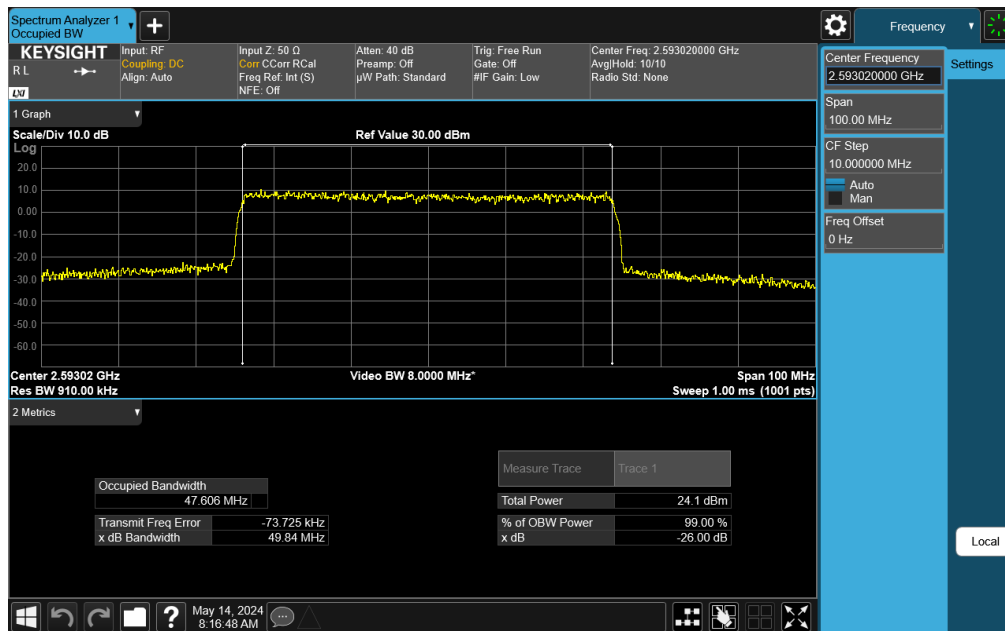 Spectrum Analyzer 1
Occupied BW
Frequency
KEYSIGHT
R L
LXI
Input: RF
Coupling: DC
Align: Auto
Input Z: 50 Ω
Corr CCorr RCal
Freq Ref: Int (S)
NFE: Off
Atten: 40 dB
Preamp: Off
µW Path: Standard
Trig: Free Run
Gate: Off
#IF Gain: Low
Center Freq: 2.593020000 GHz
Avg|Hold: 10/10
Radio Std: None
Center Frequency
2.593020000 GHz
Settings
Span
100.00 MHz
CF Step
10.000000 MHz
Auto
Man
Freq Offset
0 Hz
Local
1 Graph
Scale/Div 10.0 dB
Ref Value 30.00 dBm
Log
20.0
10.0
0.00
-10.0
-20.0
-30.0
-40.0
-50.0
-60.0
Center 2.59302 GHz
Video BW 8.0000 MHz*
Span 100 MHz
Res BW 910.00 kHz
Sweep 1.00 ms (1001 pts)
2 Metrics
Measure Trace
Trace 1
Occupied Bandwidth
47.606 MHz
Total Power
24.1 dBm
Transmit Freq Error
-73.725 kHz
% of OBW Power
99.00 %
x dB Bandwidth
49.84 MHz
x dB
-26.00 dB
May 14, 2024
8:16:48 AM